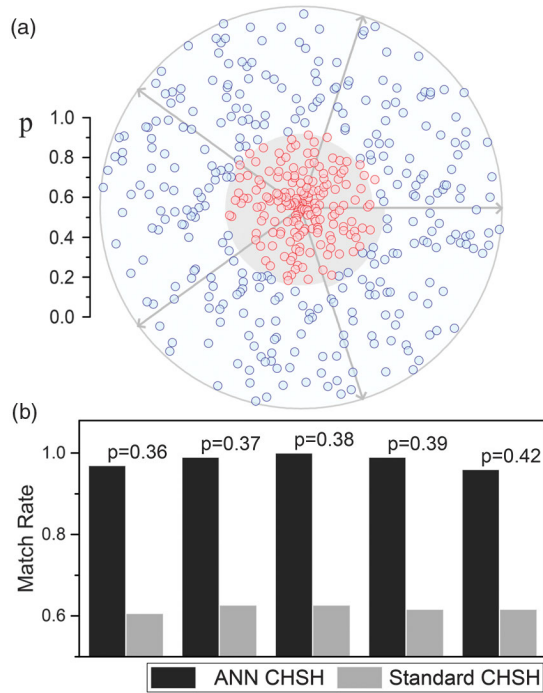 (a)
p
1.0
0.8
0.6
0.4
0.2
0.0
(b)
Match Rate
1.0
0.8
0.6
p=0.36 p=0.37 p=0.38 p=0.39 p=0.42
ANN CHSH Standard CHSH